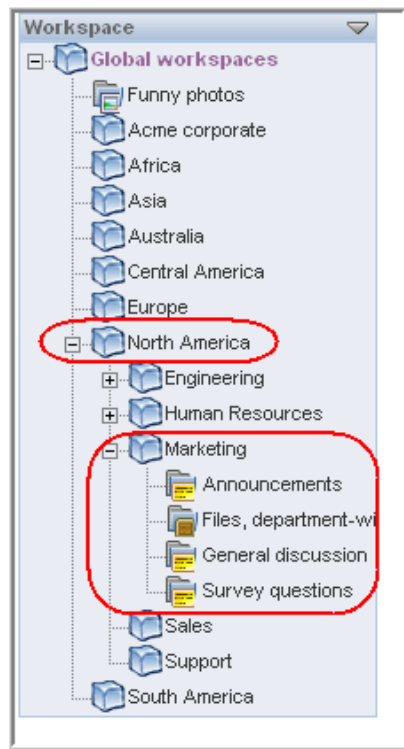 Workspace
Global workspaces
Funny photos
Acme corporate
Africa
Asia
Australia
Central America
Europe
North America
Engineering
Human Resources
Marketing
Announcements
Files, department-wi
General discussion
Survey questions
Sales
Support
South America